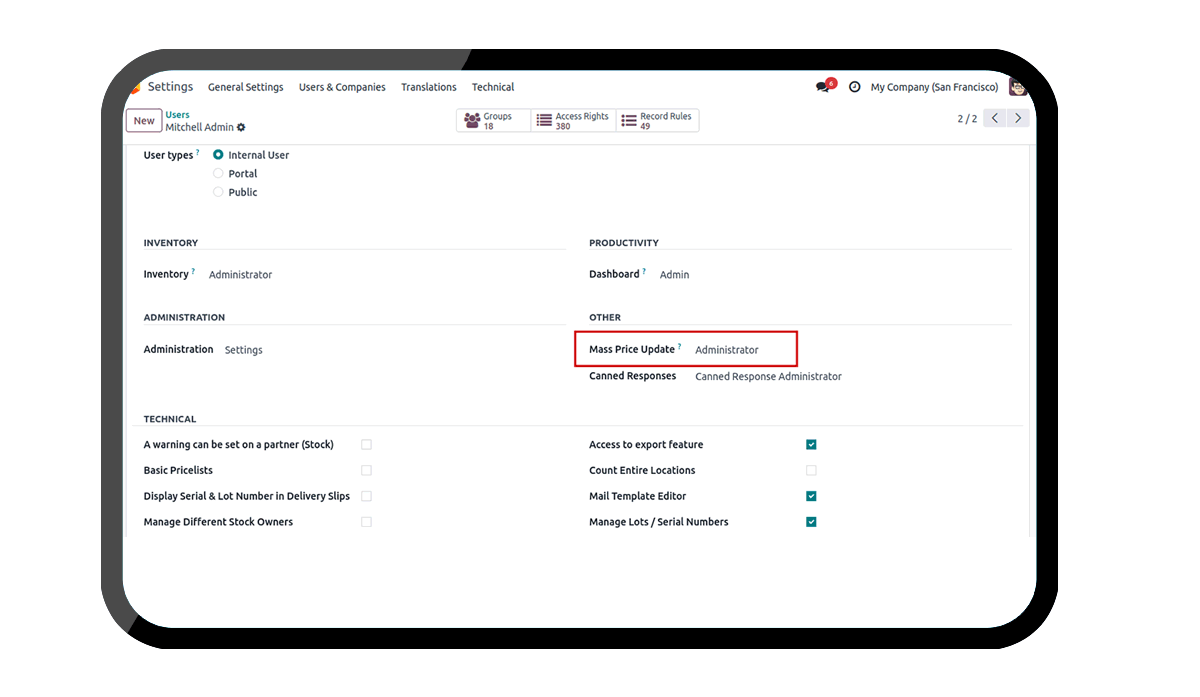 Settings General Settings Users & Companies Translations Technical 6 My Company (San Francisco)
New Users Groups 18 Access Rights 380 Record Rules 49 2 / 2
Mitchell Admin
User types ? Internal User
Portal
Public
INVENTORY PRODUCTIVITY
Inventory ? Administrator Dashboard ? Admin
ADMINISTRATION OTHER
Administration Settings Mass Price Update ? Administrator
Canned Responses Canned Response Administrator
TECHNICAL
A warning can be set on a partner (Stock) Access to export feature
Basic Pricelists Count Entire Locations
Display Serial & Lot Number in Delivery Slips Mail Template Editor
Manage Different Stock Owners Manage Lots / Serial Numbers